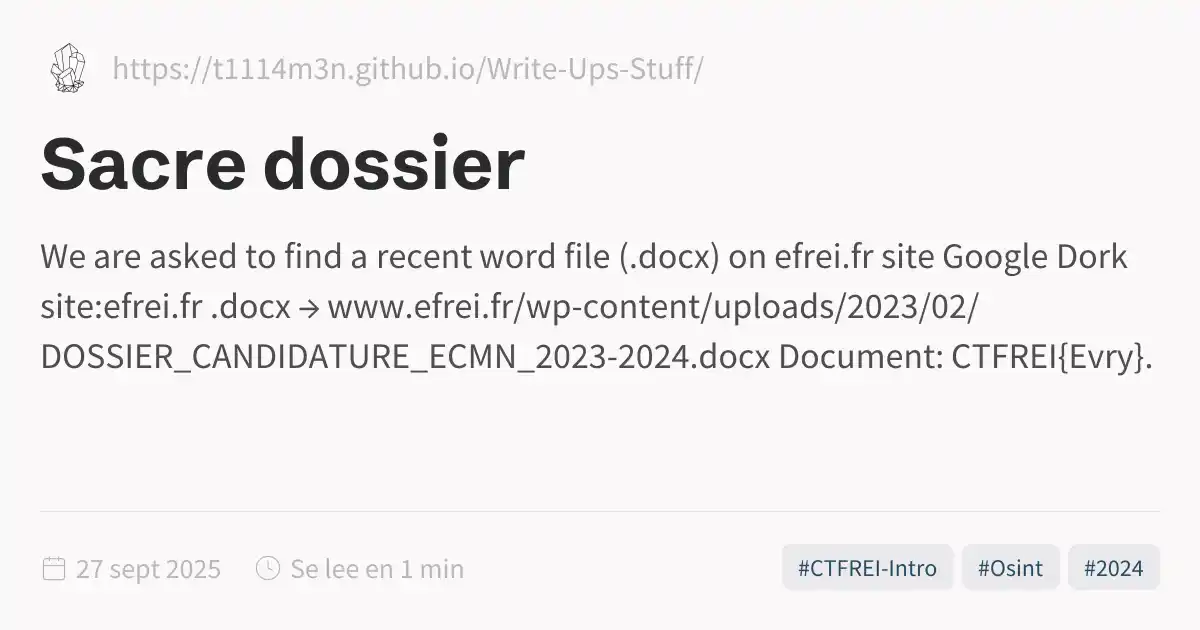 https://t1114m3n.github.io/Write-Ups-Stuff/
Sacre dossier
We are asked to find a recent word file (.docx) on efrei.fr site Google Dork
site:efrei.fr .docx → www.efrei.fr/wp-content/uploads/2023/02/
DOSSIER_CANDIDATURE_ECMN_2023-2024.docx Document: CTFREI{Evry}.
27 sept 2025
Se lee en 1 min
#CTFREI-Intro
#Osint
#2024